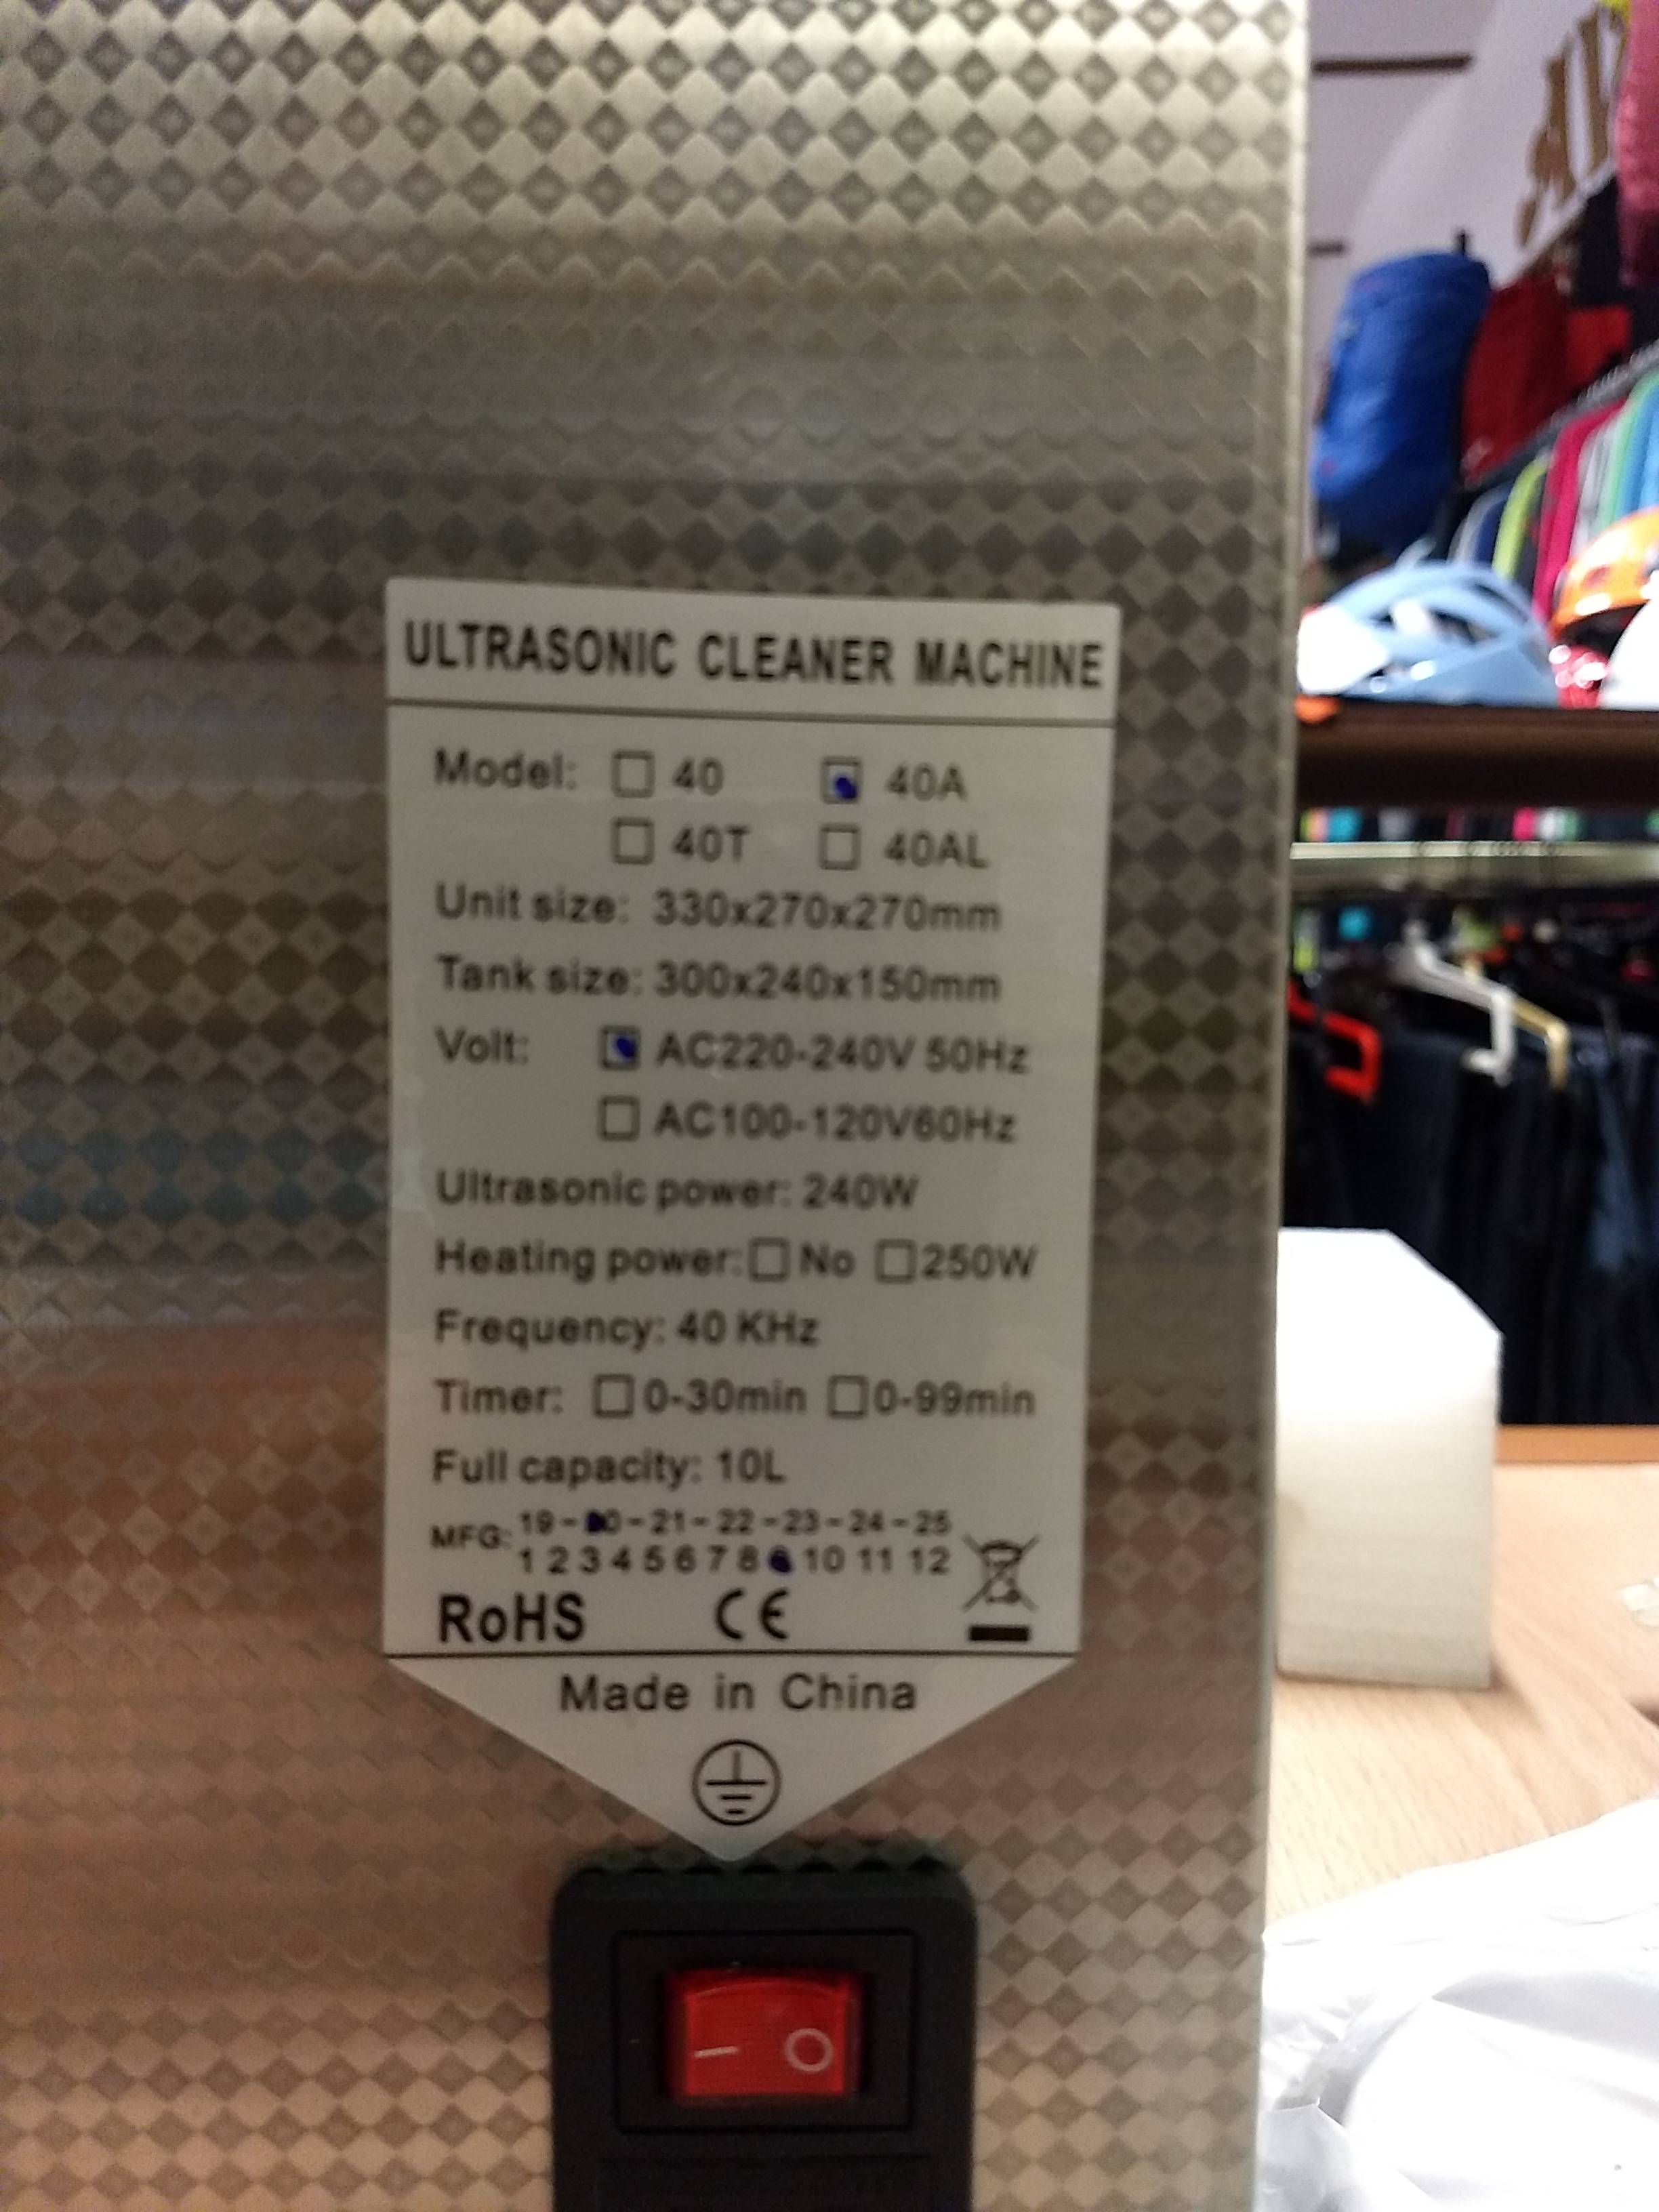 ULTRASONIC CLEANER MACHINE
Model: 40 40A
40T 40AL
Unit size: 330x270x270mm
Tank size: 300x240x150mm
Volt: AC220-240V 50Hz
AC100-120V60Hz
Ultrasonic power: 240W
Heating power: No 250W
Frequency: 40 KHz
Timer: 0-30min 0-99min
Full capacity: 10L
19-20-21-22-23-24-25
MFG:
1 2 3 4 5 6 7 8 9 10 11 12
RoHS CE
Made in China